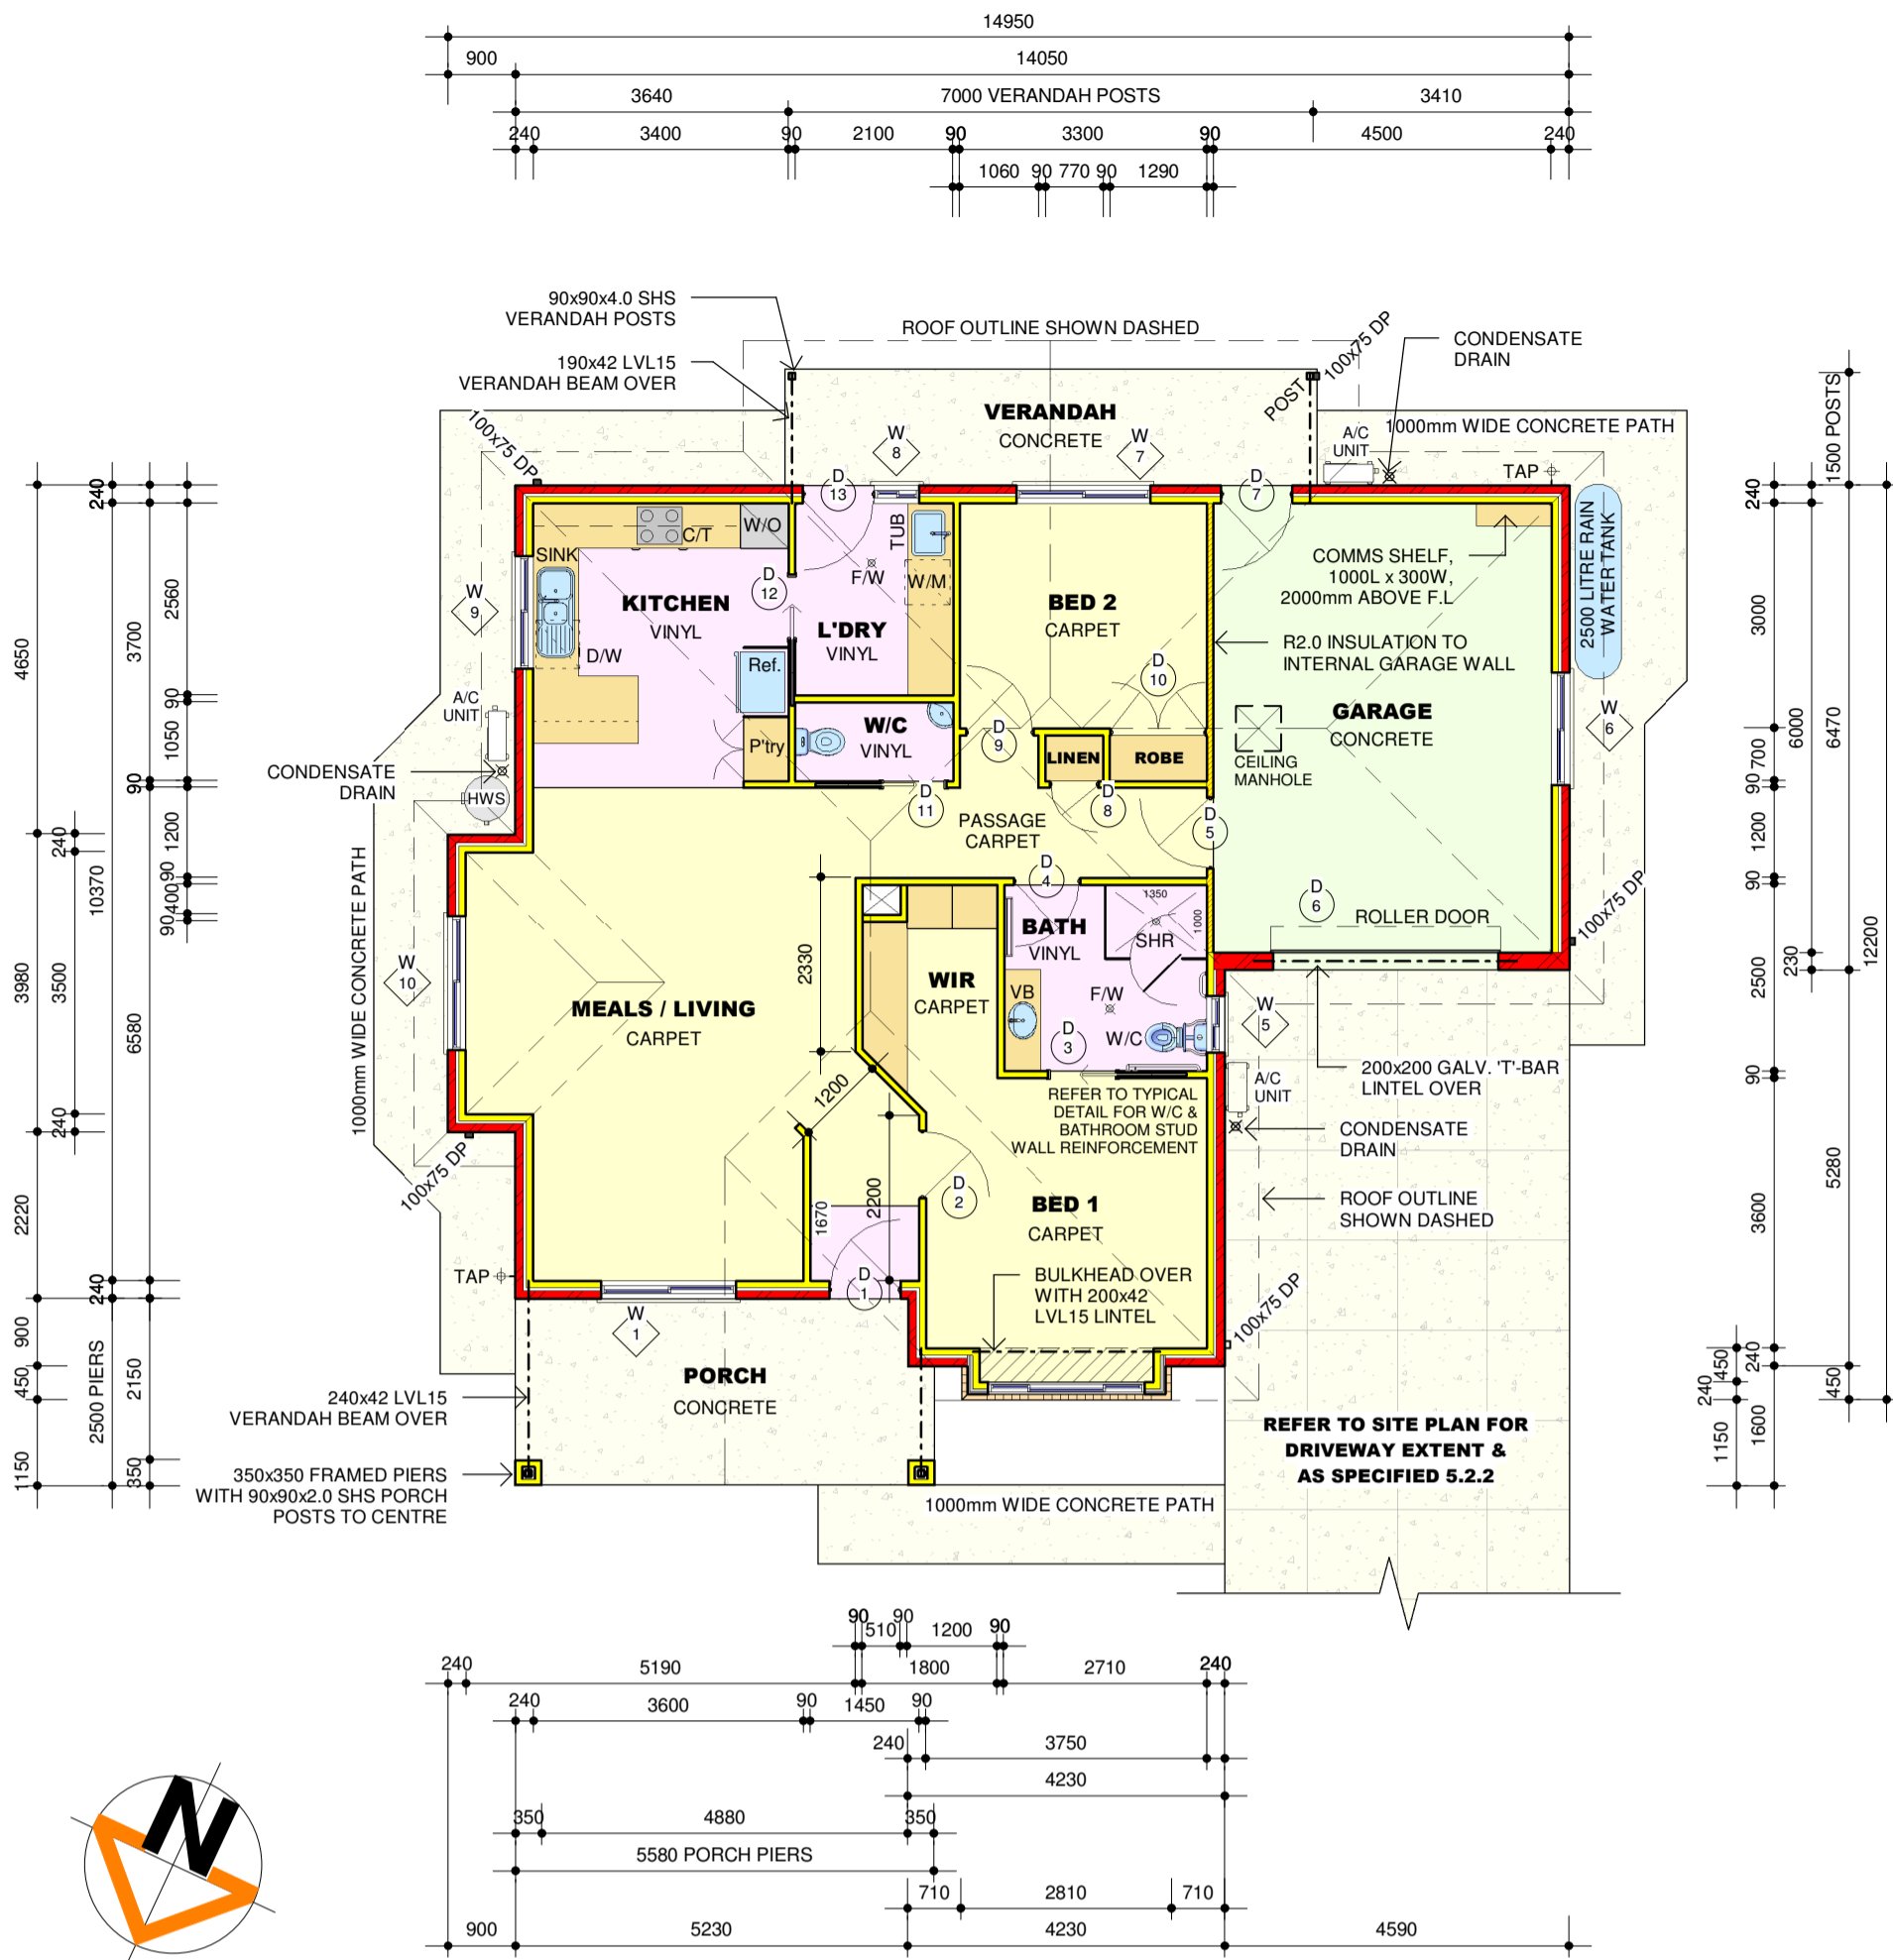 14950
900 14050
3640 7000 VERANDAH POSTS 3410
240 3400 90 2100 90 3300 90 4500 240
1060 90 770 90 1290
90x90x4.0 SHS
VERANDAH POSTS
190x42 LVL15
VERANDAH BEAM OVER
ROOF OUTLINE SHOWN DASHED
100x75 DP
POST
CONDENSATE
DRAIN
VERANDAH
CONCRETE
W
8
W
7
A/C
UNIT
1000mm WIDE CONCRETE PATH
TAP
100x75 DP
D
13
D
7
W/O
C/T
SINK
TUB
F/W
W/M
D
12
KITCHEN
VINYL
L'DRY
VINYL
D/W
Ref.
P'try
W
9
A/C
UNIT
CONDENSATE
DRAIN
HWS
BED 2
CARPET
D
10
D
9
LINEN
ROBE
W/C
VINYL
D
11
D
8
D
5
PASSAGE
CARPET
COMMS SHELF,
1000L x 300W,
2000mm ABOVE F.L
R2.0 INSULATION TO
INTERNAL GARAGE WALL
GARAGE
CONCRETE
CEILING
MANHOLE
2500 LITRE RAIN
WATER TANK
W
6
D
6
ROLLER DOOR
100x75 DP
D
4
1350
1000
BATH
VINYL
SHR
VB
F/W
W/C
D
3
WIR
CARPET
2330
MEALS / LIVING
CARPET
W
10
1000mm WIDE CONCRETE PATH
100x75 DP
1200
2200
1670
W
5
A/C
UNIT
200x200 GALV. 'T'-BAR
LINTEL OVER
CONDENSATE
DRAIN
ROOF OUTLINE
SHOWN DASHED
REFER TO TYPICAL
DETAIL FOR W/C &
BATHROOM STUD
WALL REINFORCEMENT
D
2
BED 1
CARPET
BULKHEAD OVER
WITH 200x42
LVL15 LINTEL
100x75 DP
TAP
D
1
W
1
PORCH
CONCRETE
240x42 LVL15
VERANDAH BEAM OVER
350x350 FRAMED PIERS
WITH 90x90x2.0 SHS PORCH
POSTS TO CENTRE
1000mm WIDE CONCRETE PATH
REFER TO SITE PLAN FOR
DRIVEWAY EXTENT &
AS SPECIFIED 5.2.2
4650
3980
2220
900
450
1150
240
3500
240
240
10370
240
2500 PIERS
3700
90
6580
2150
350
2560
90
1050
1200
90
400
90
240
3000
700
90
1200
90
2500
90
3600
240
1600
450
240
1150
6000
230
1500 POSTS
6470
5280
450
12200
90 510 90 1200 90
240 5190 1800 2710 240
240 3600 90 1450 90
240 3750
4230
350 4880 350
5580 PORCH PIERS
710 2810 710
900 5230 4230 4590
N